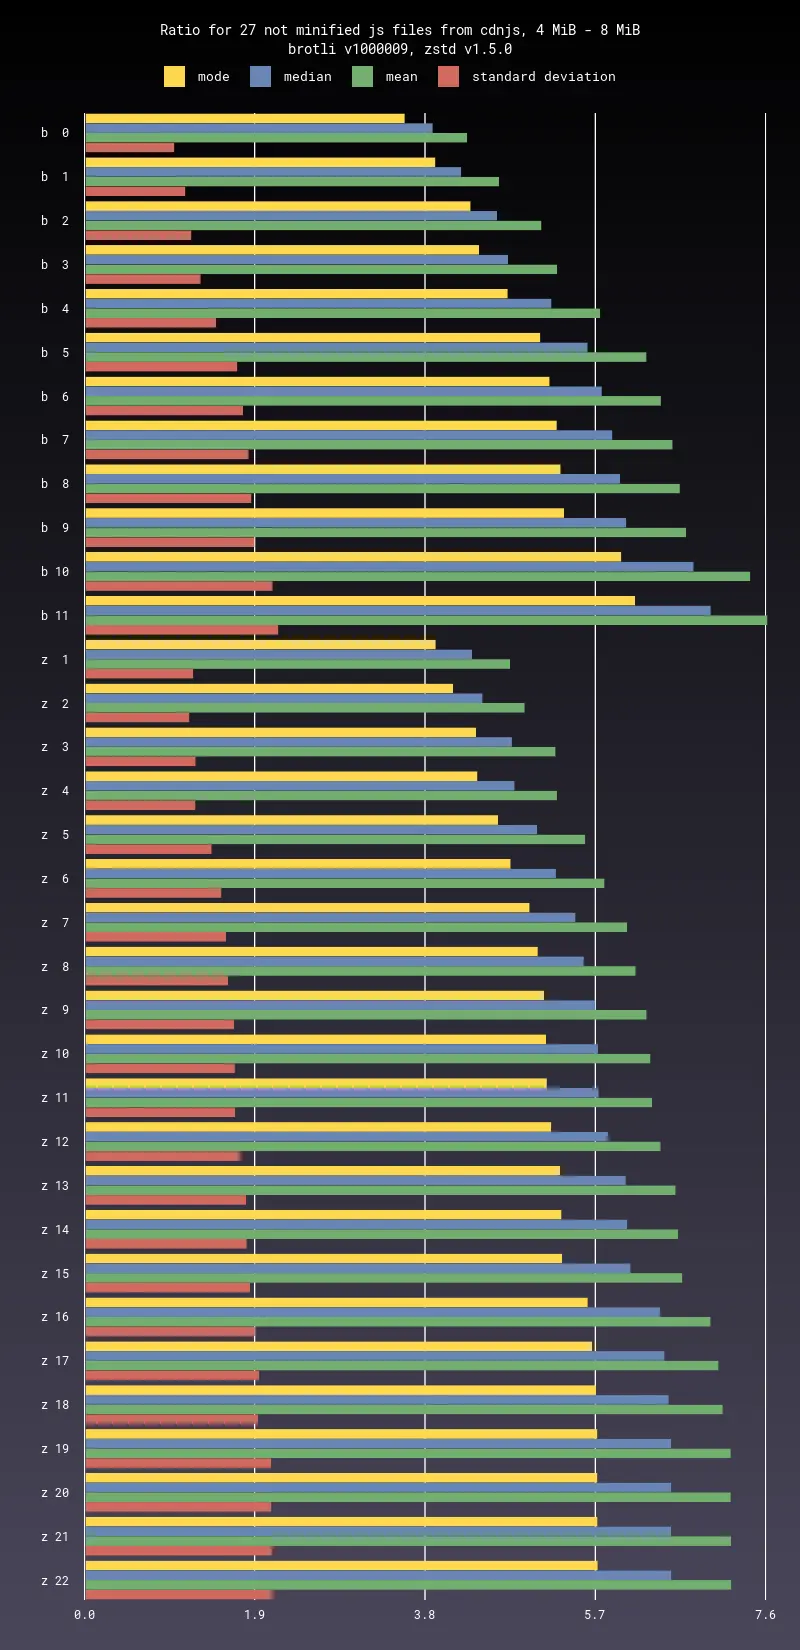 Ratio for 27 not minified js files from cdnjs, 4 MiB - 8 MiB
brotli v1000009, zstd v1.5.0
mode median mean standard deviation
b 0
b 1
b 2
b 3
b 4
b 5
b 6
b 7
b 8
b 9
b 10
b 11
z 1
z 2
z 3
z 4
z 5
z 6
z 7
z 8
z 9
z 10
z 11
z 12
z 13
z 14
z 15
z 16
z 17
z 18
z 19
z 20
z 21
z 22
0.0 1.9 3.8 5.7 7.6